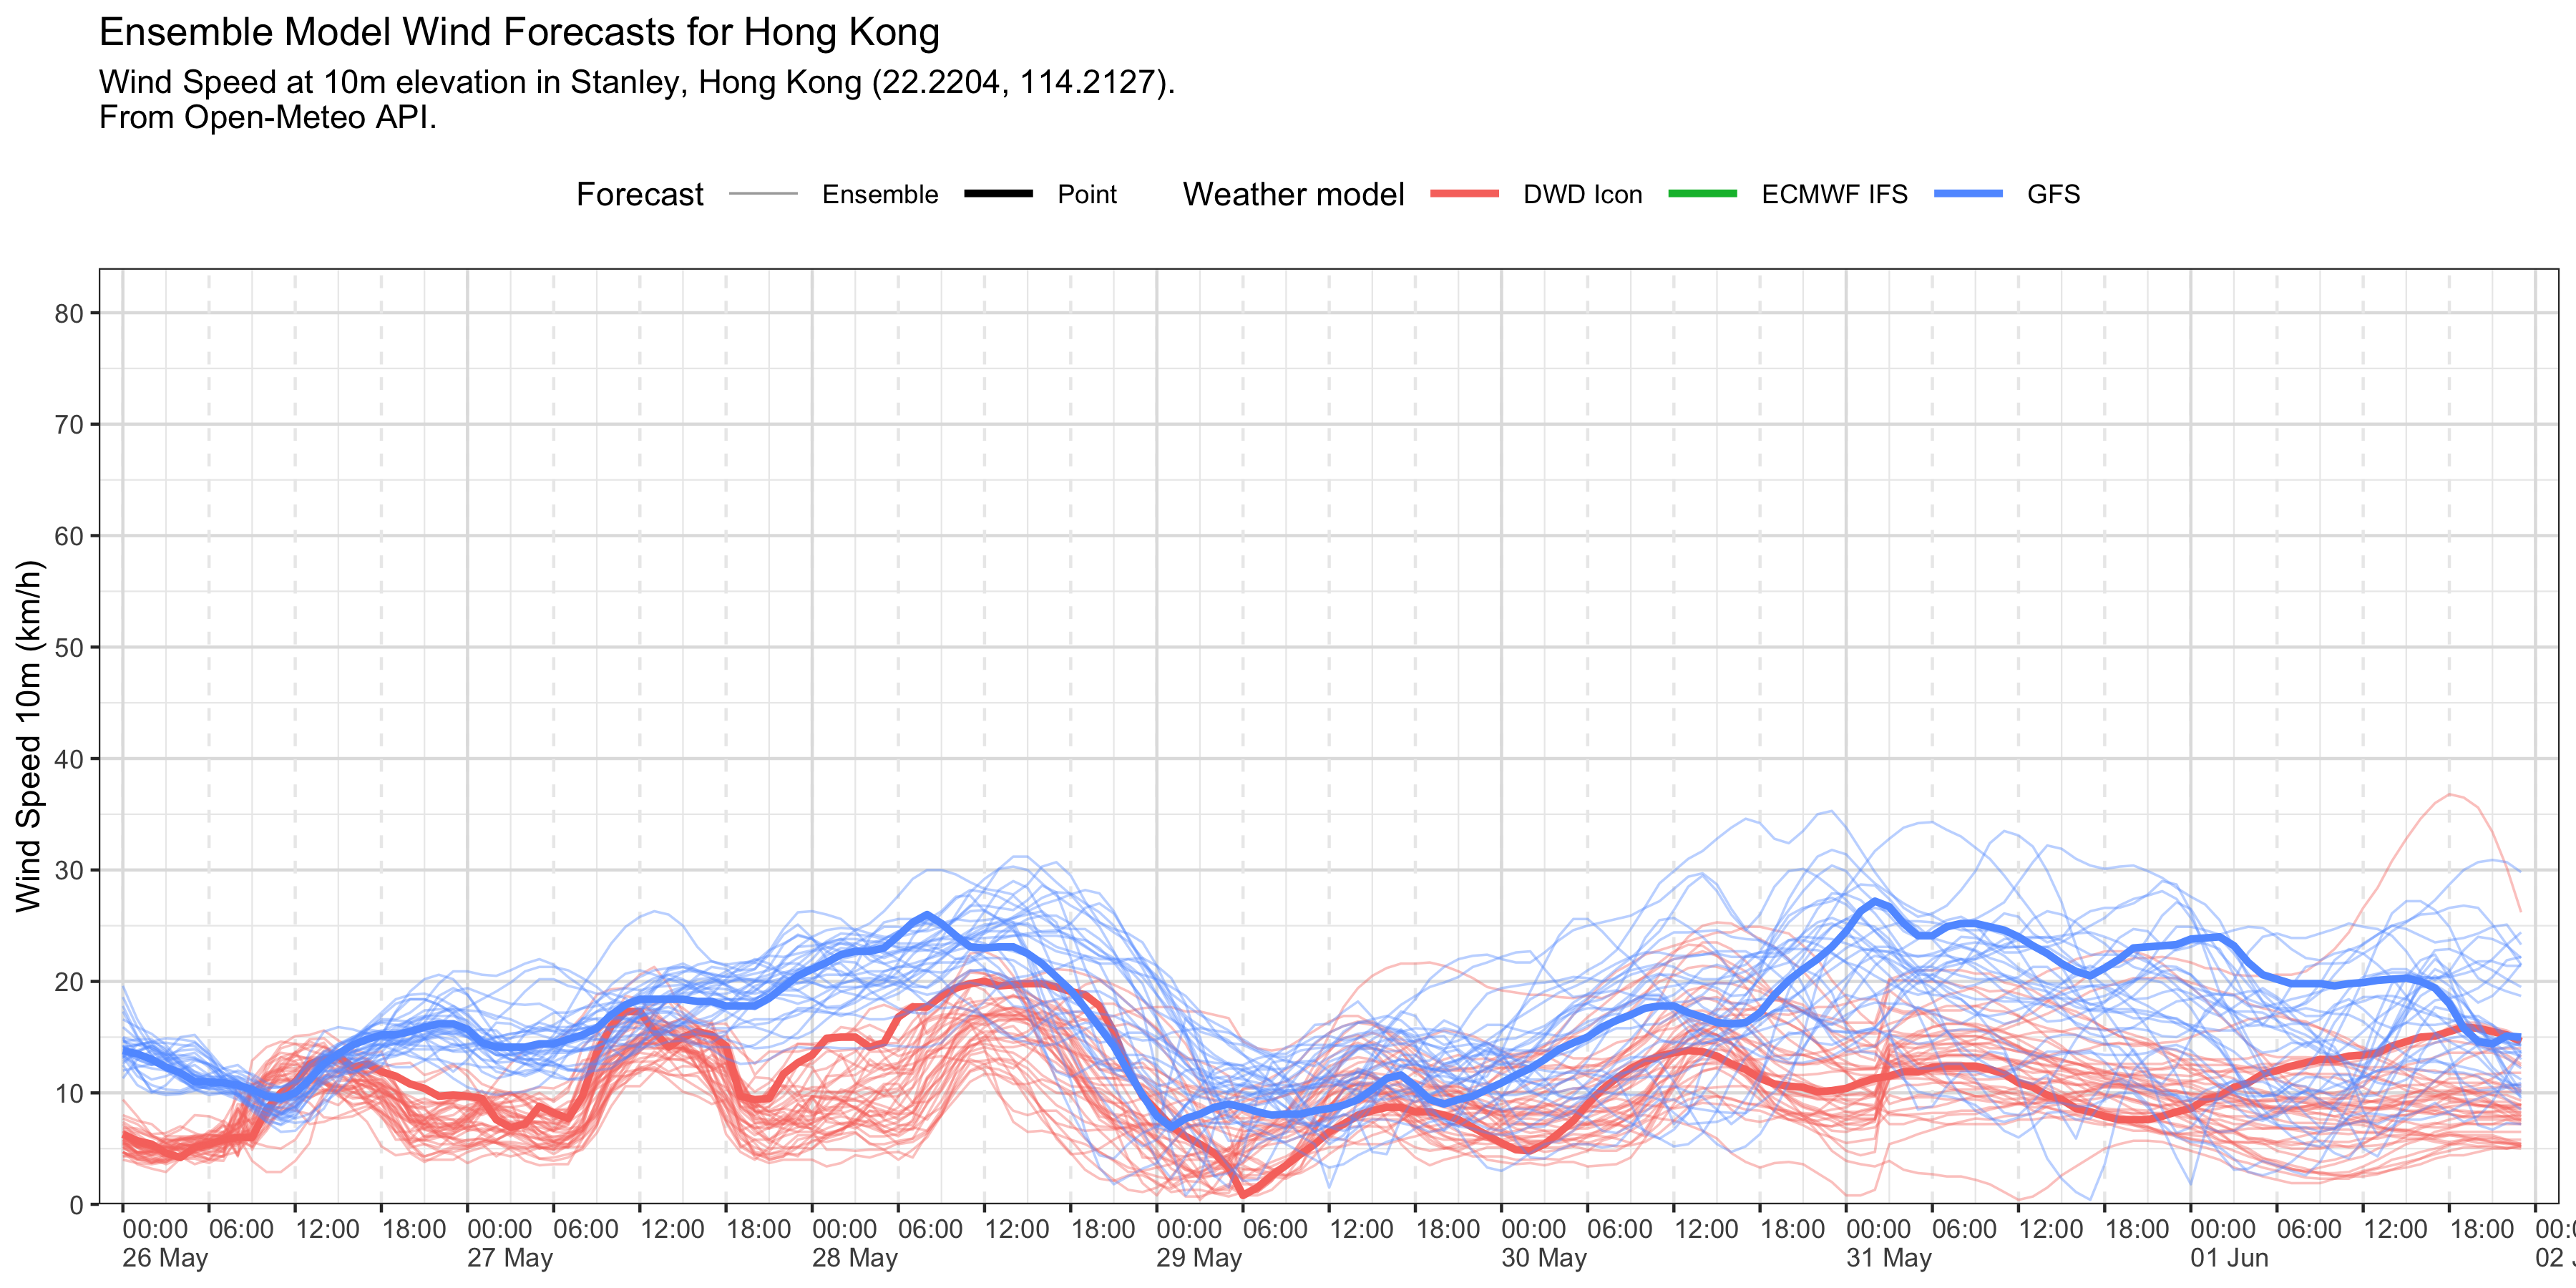 Ensemble Model Wind Forecasts for Hong Kong
Wind Speed at 10m elevation in Stanley, Hong Kong (22.2204, 114.2127).
From Open-Meteo API.
Forecast Ensemble Point Weather model DWD Icon ECMWF IFS GFS
80
70
60
50
40
30
20
10
0
Wind Speed 10m (km/h)
00:00 06:00 12:00 18:00 00:00 06:00 12:00 18:00 00:00 06:00 12:00 18:00 00:00 06:00 12:00 18:00 00:00 06:00 12:00 18:00 00:00 06:00 12:00 18:00 00:00 06:00 12:00 18:00
26 May 27 May 28 May 29 May 30 May 31 May 01 Jun 02